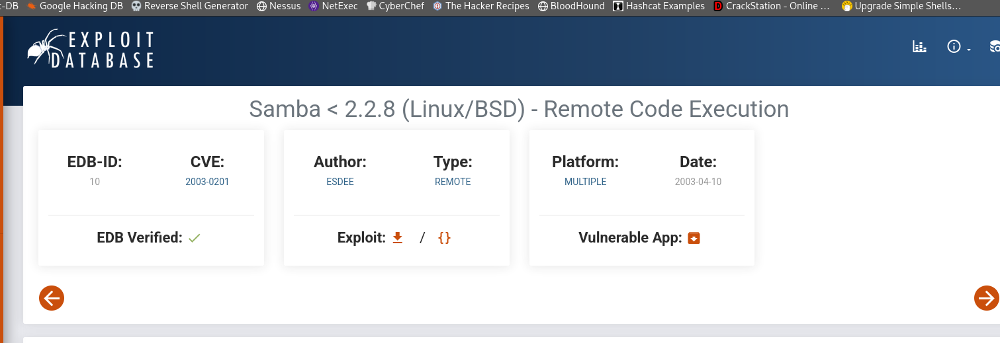 -DB Google Hacking DB Reverse Shell Generator Nessus NetExec CyberChef The Hacker Recipes BloodHound Hashcat Examples CrackStation - Online ... Upgrade Simple Shells...
EXPLOIT
DATABASE
Samba < 2.2.8 (Linux/BSD) - Remote Code Execution
EDB-ID: CVE: Author: Type: Platform: Date:
10 2003-0201 ESDEE REMOTE MULTIPLE 2003-04-10
EDB Verified: Exploit: / {} Vulnerable App: